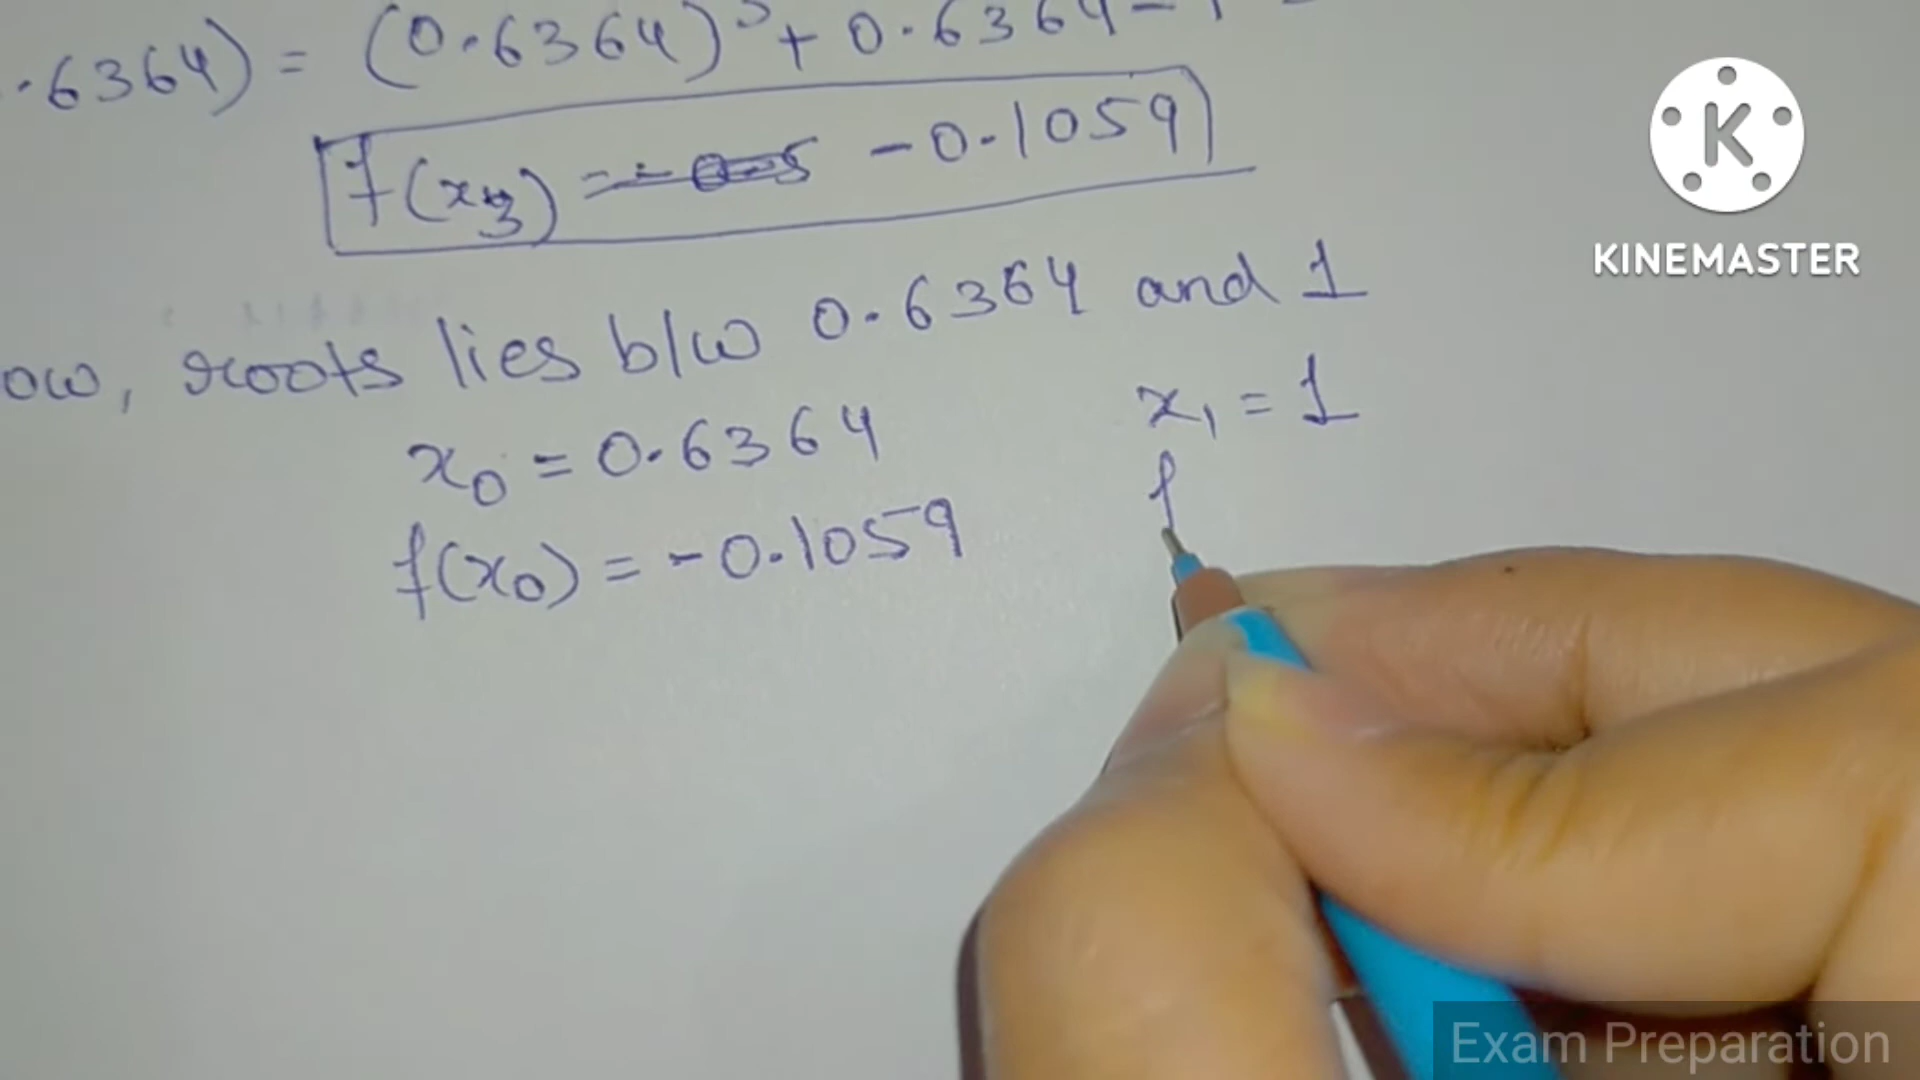 .6364) = (0.6364)³ + 0.6364 - 1
f(x3) = -0.1059
KINEMASTER
ow, roots lies b/w 0.6364 and 1
x0 = 0.6364 x1 = 1
f(x0) = -0.1059 f
Exam Preparation